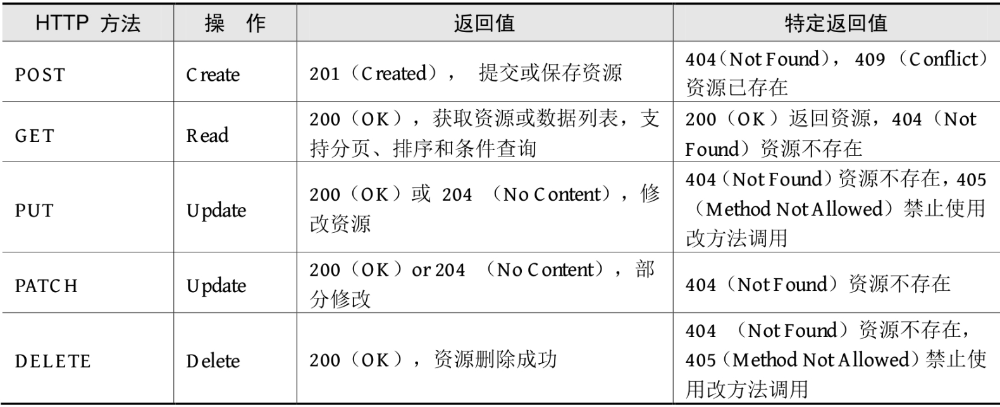 HTTP 方法 操 作 返回值 特定返回值
POST Create 201（Created）， 提交或保存资源 404（Not Found），409 （Conflict）
资源已存在
GET Read 200（OK），获取资源或数据列表，支
持分页、排序和条件查询 200（OK）返回资源，404（Not
Found）资源不存在
PUT Update 200（OK）或 204 （No Content），修
改资源 404（Not Found）资源不存在，405
（Method Not Allowed）禁止使用
改方法调用
PATCH Update 200（OK）or 204 （No Content），部
分修改 404（Not Found）资源不存在
DELETE Delete 200（OK），资源删除成功 404 （Not Found）资源不存在，
405（Method Not Allowed）禁止使
用改方法调用